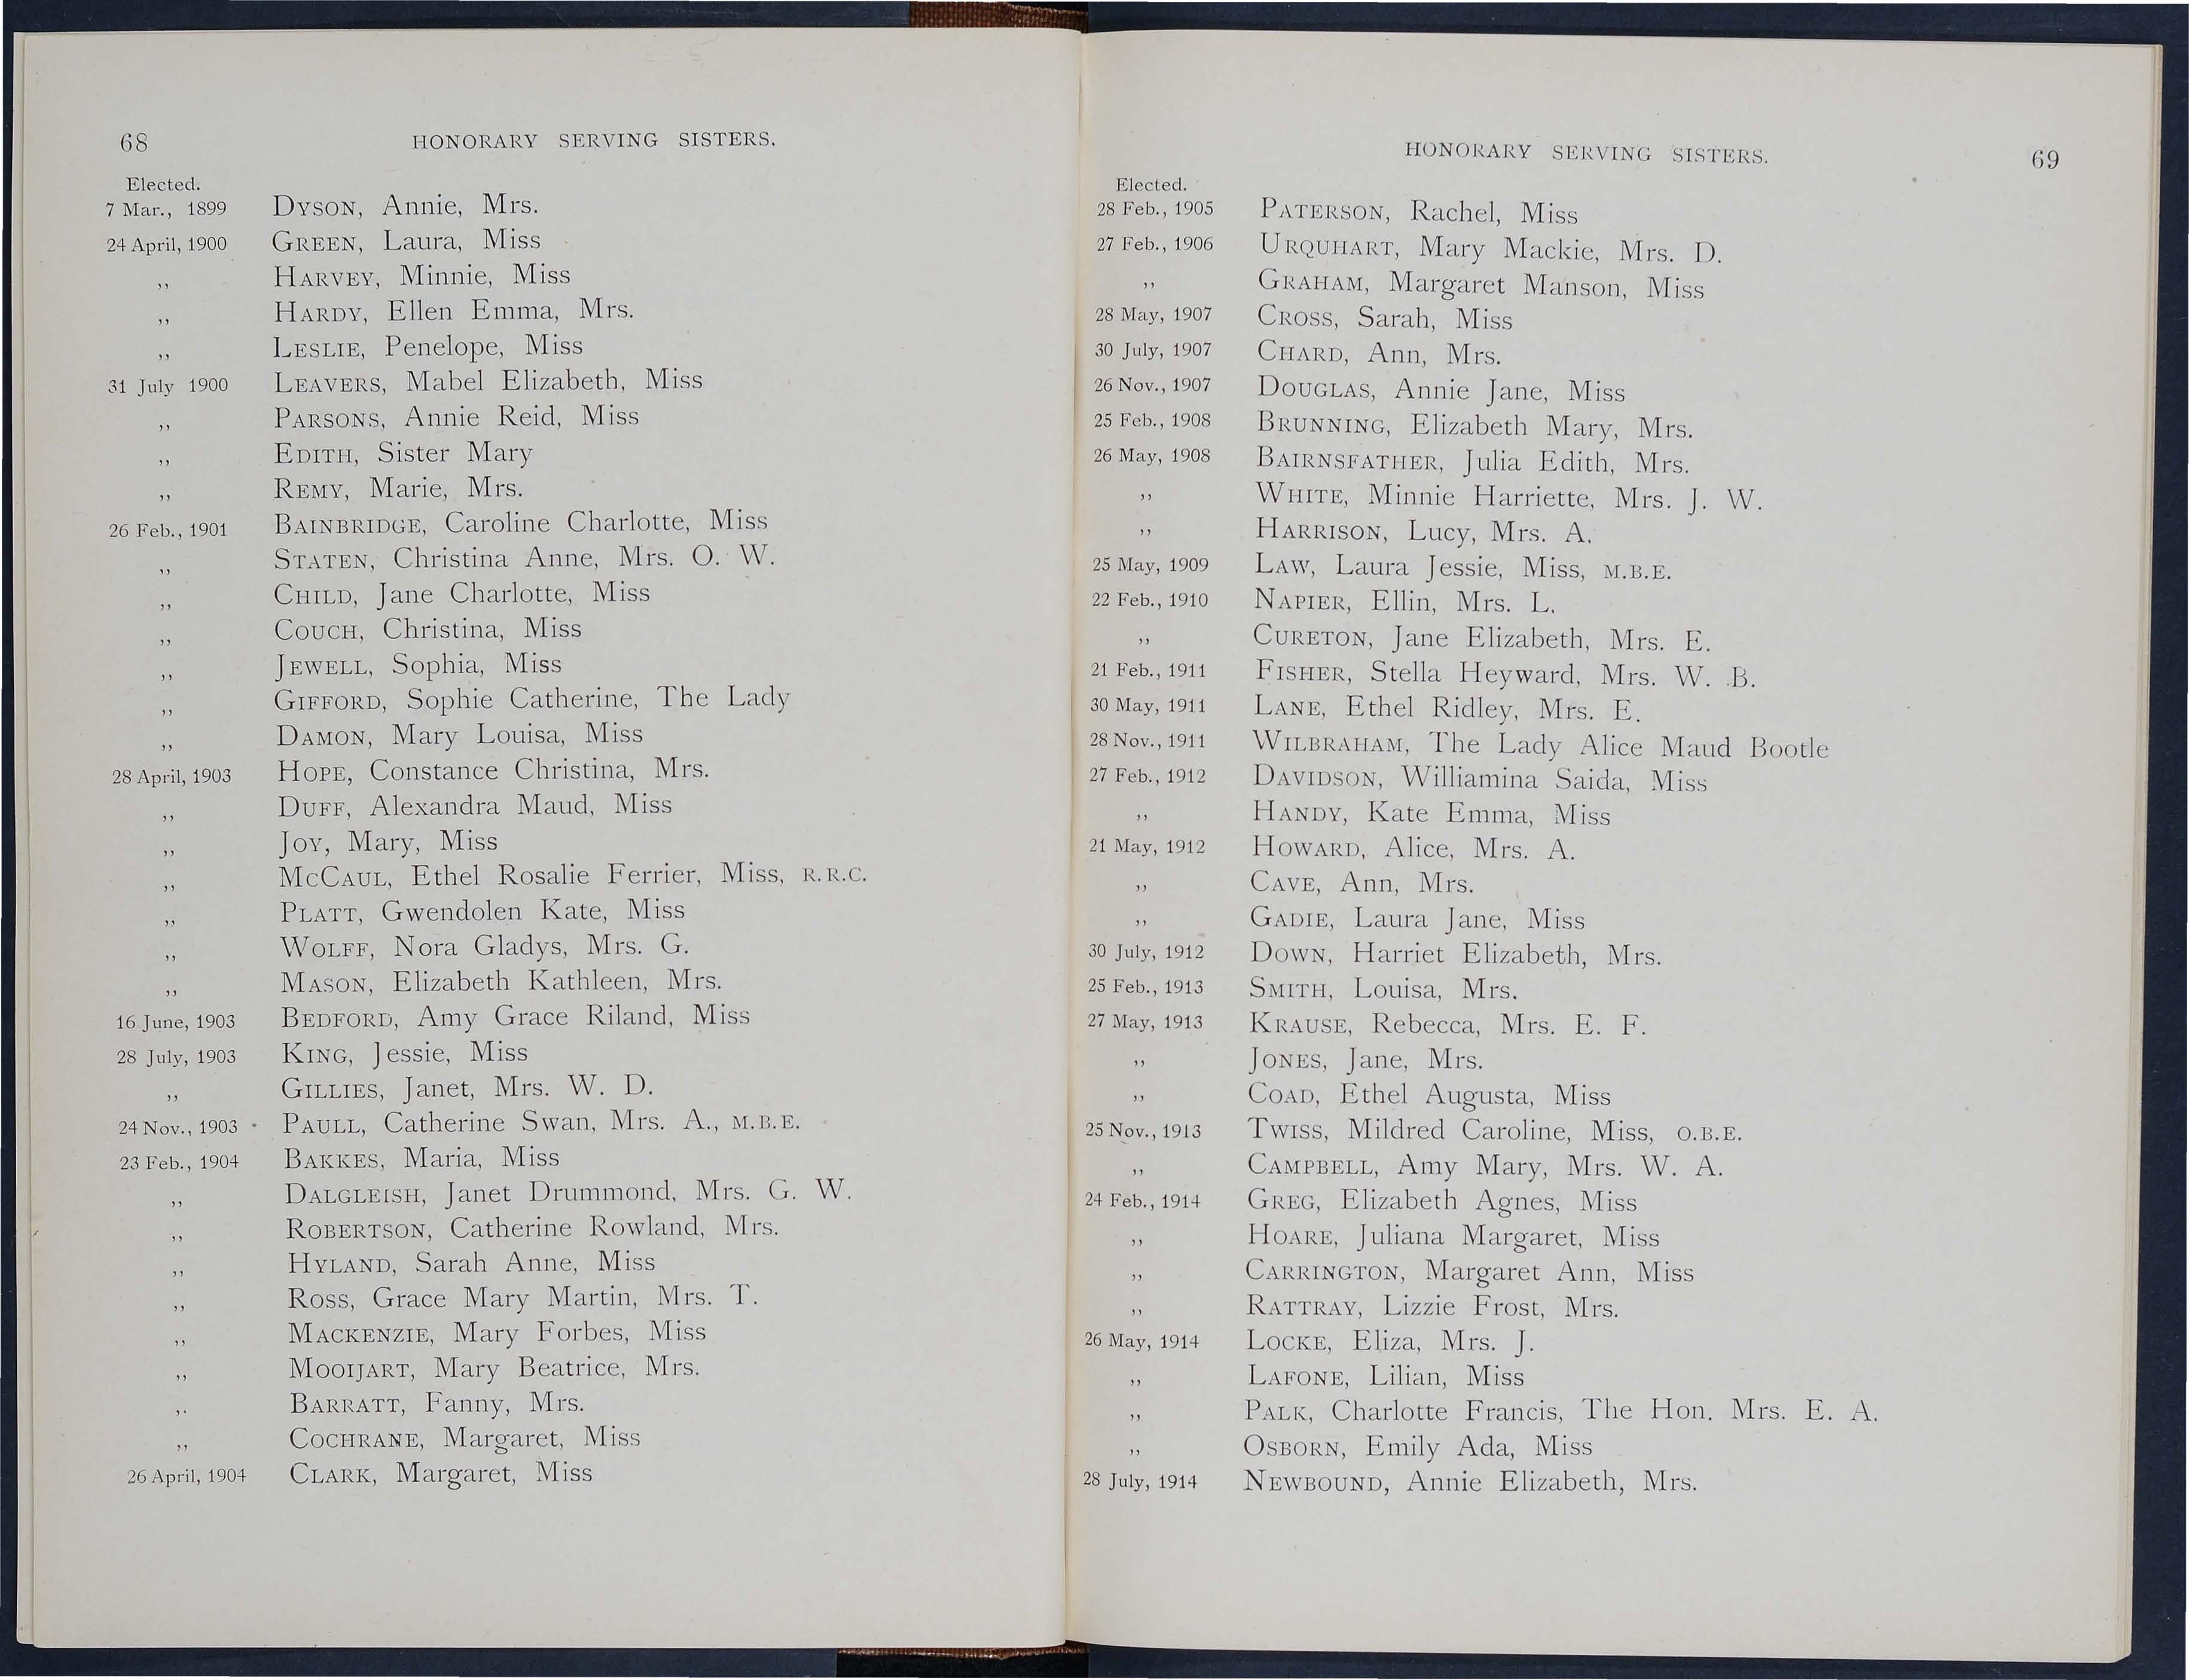 68 HONORARY SERVING SISTERS.
Elected.
7 Mar., 1899 DYSON, Annie, Mrs.
24 April, 1900 GREEN, Laura, Miss
,, HARVEY, Minnie, Miss
,, HARDY, Ellen Emma, Mrs.
,, LESLIE, Penelope, Miss
31 July 1900 LEAVERS, Mabel Elizabeth, Miss
,, PARSONS, Annie Reid, Miss
,, EDITH, Sister Mary
,, REMY, Marie, Mrs.
26 Feb., 1901 BAINBRIDGE, Caroline Charlotte, Miss
,, STATEN, Christina Anne, Mrs. O. W.
,, CHILD, Jane Charlotte, Miss
,, COUCH, Christina, Miss
,, JEWELL, Sophia, Miss
,, GIFFORD, Sophie Catherine, The Lady
,, DAMON, Mary Louisa, Miss
28 April, 1903 HOPE, Constance Christina, Mrs.
,, DUFF, Alexandra Maud, Miss
,, JOY, Mary, Miss
,, MCCAUL, Ethel Rosalie Ferrier, Miss, R.R.C.
,, PLATT, Gwendolen Kate, Miss
,, WOLFF, Nora Gladys, Mrs. G.
,, MASON, Elizabeth Kathleen, Mrs.
16 June, 1903 BEDFORD, Amy Grace Riland, Miss
28 July, 1903 KING, Jessie, Miss
,, GILLIES, Janet, Mrs. W. D.
24 Nov., 1903 PAULL, Catherine Swan, Mrs. A., M.B.E.
23 Feb., 1904 BAKKES, Maria, Miss
,, DALGLEISH, Janet Drummond, Mrs. G. W.
,, ROBERTSON, Catherine Rowland, Mrs.
,, HYLAND, Sarah Anne, Miss
,, ROSS, Grace Mary Martin, Mrs. T.
,, MACKENZIE, Mary Forbes, Miss
,, MOOIJART, Mary Beatrice, Mrs.
,, BARRATT, Fanny, Mrs.
,, COCHRANE, Margaret, Miss
26 April, 1904 CLARK, Margaret, Miss
HONORARY SERVING SISTERS. 69
Elected.
28 Feb., 1905 PATERSON, Rachel, Miss
27 Feb., 1906 URQUHART, Mary Mackie, Mrs. D.
,, GRAHAM, Margaret Manson, Miss
28 May, 1907 CROSS, Sarah, Miss
30 July, 1907 CHARD, Ann, Mrs.
26 Nov., 1907 DOUGLAS, Annie Jane, Miss
25 Feb., 1908 BRUNNING, Elizabeth Mary, Mrs.
26 May, 1908 BAIRNSFATHER, Julia Edith, Mrs.
,, WHITE, Minnie Harriette, Mrs. J. W.
,, HARRISON, Lucy, Mrs. A.
25 May, 1909 LAW, Laura Jessie, Miss, M.B.E.
22 Feb., 1910 NAPIER, Ellin, Mrs. L.
,, CURETON, Jane Elizabeth, Mrs. E.
21 Feb., 1911 FISHER, Stella Heyward, Mrs. W. B.
30 May, 1911 LANE, Ethel Ridley, Mrs. E.
28 Nov., 1911 WILBRAHAM, The Lady Alice Maud Bootle
27 Feb., 1912 DAVIDSON, Williamina Saida, Miss
,, HANDY, Kate Emma, Miss
21 May, 1912 HOWARD, Alice, Mrs. A.
,, CAVE, Ann, Mrs.
,, GADIE, Laura Jane, Miss
30 July, 1912 DOWN, Harriet Elizabeth, Mrs.
25 Feb., 1913 SMITH, Louisa, Mrs.
27 May, 1913 KRAUSE, Rebecca, Mrs. E. F.
,, JONES, Jane, Mrs.
,, COAD, Ethel Augusta, Miss
25 Nov., 1913 TWISS, Mildred Caroline, Miss, O.B.E.
,, CAMPBELL, Amy Mary, Mrs. W. A.
24 Feb., 1914 GREG, Elizabeth Agnes, Miss
,, HOARE, Juliana Margaret, Miss
,, CARRINGTON, Margaret Ann, Miss
,, RATTRAY, Lizzie Frost, Mrs.
26 May, 1914 LOCKE, Eliza, Mrs. J.
,, LAFONE, Lilian, Miss
,, PALK, Charlotte Francis, The Hon. Mrs. E. A.
,, OSBORN, Emily Ada, Miss
28 July, 1914 NEWBOUND, Annie Elizabeth, Mrs.